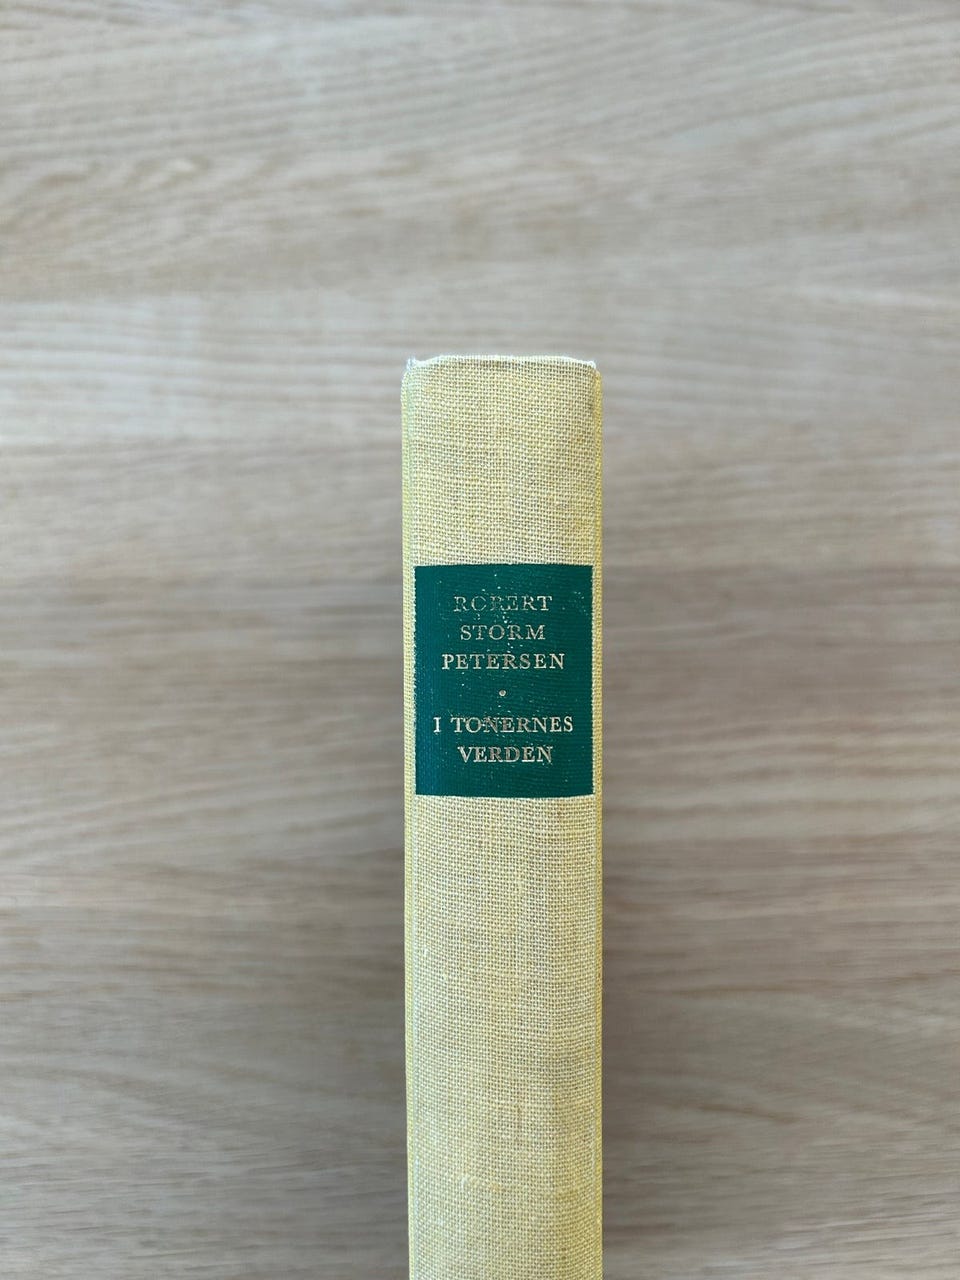 ROBERT
STORM
PETERSEN
•
I TONERNES
VERDEN